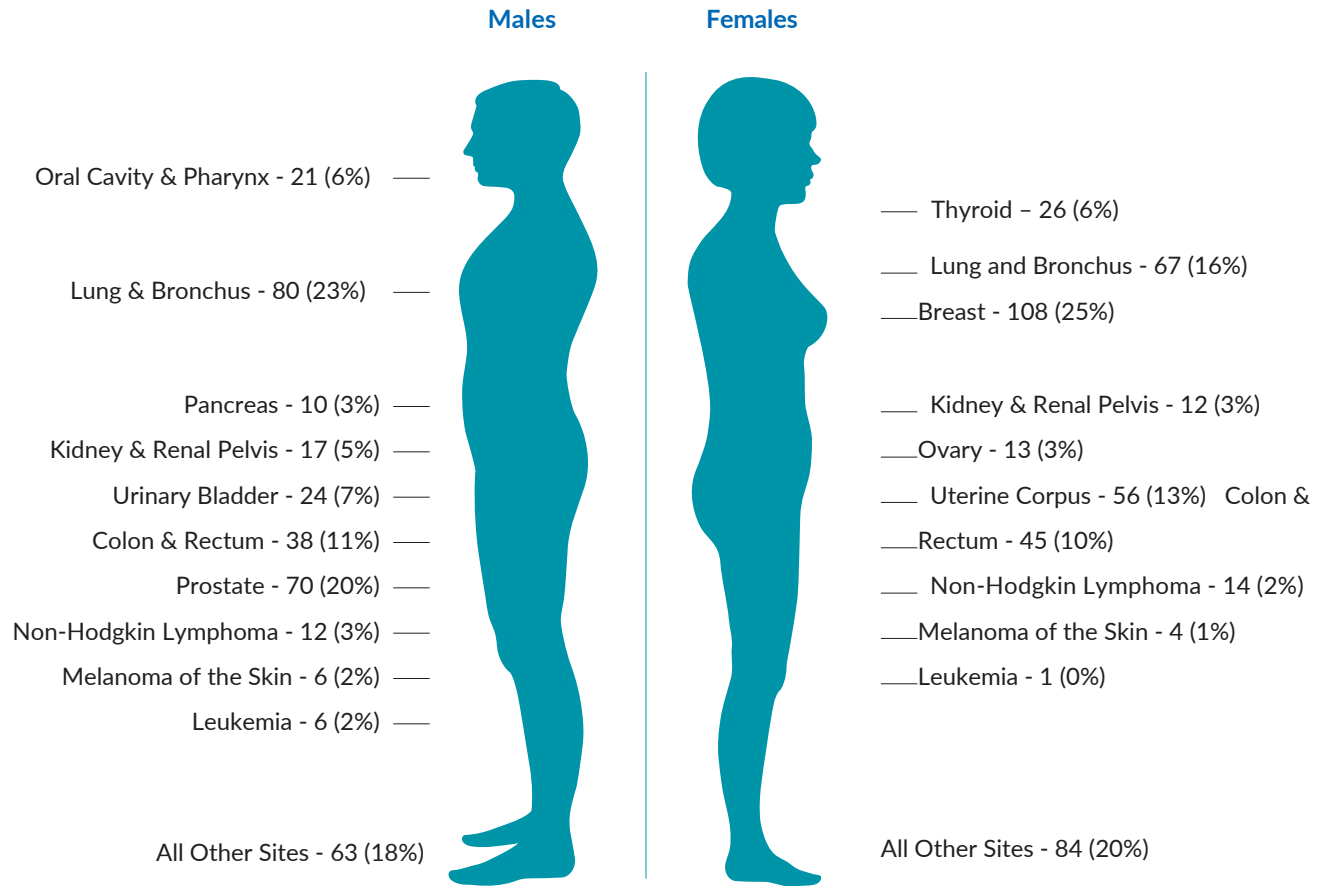 Males
Oral Cavity & Pharynx - 21 (6%)
Lung & Bronchus - 80 (23%)
Pancreas - 10 (3%)
Kidney & Renal Pelvis - 17 (5%)
Urinary Bladder - 24 (7%)
Colon & Rectum - 38 (11%)
Prostate - 70 (20%)
Non-Hodgkin Lymphoma - 12 (3%)
Melanoma of the Skin - 6 (2%)
Leukemia - 6 (2%)
All Other Sites - 63 (18%)
Females
Thyroid – 26 (6%)
Lung and Bronchus - 67 (16%)
Breast - 108 (25%)
Kidney & Renal Pelvis - 12 (3%)
Ovary - 13 (3%)
Uterine Corpus - 56 (13%) Colon &
Rectum - 45 (10%)
Non-Hodgkin Lymphoma - 14 (2%)
Melanoma of the Skin - 4 (1%)
Leukemia - 1 (0%)
All Other Sites - 84 (20%)